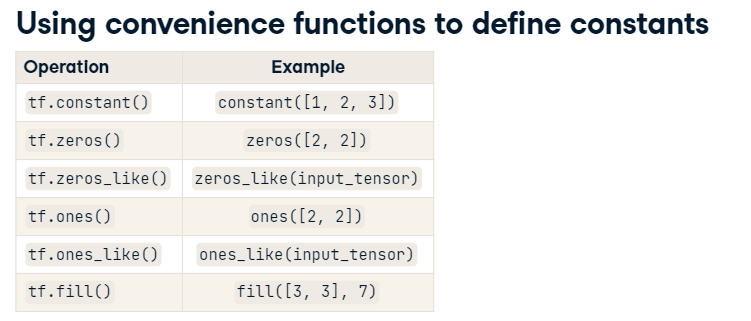 Using convenience functions to define constants
Operation Example
tf.constant() constant([1, 2, 3])
tf.zeros() zeros([2, 2])
tf.zeros_like() zeros_like(input_tensor)
tf.ones() ones([2, 2])
tf.ones_like() ones_like(input_tensor)
tf.fill() fill([3, 3], 7)